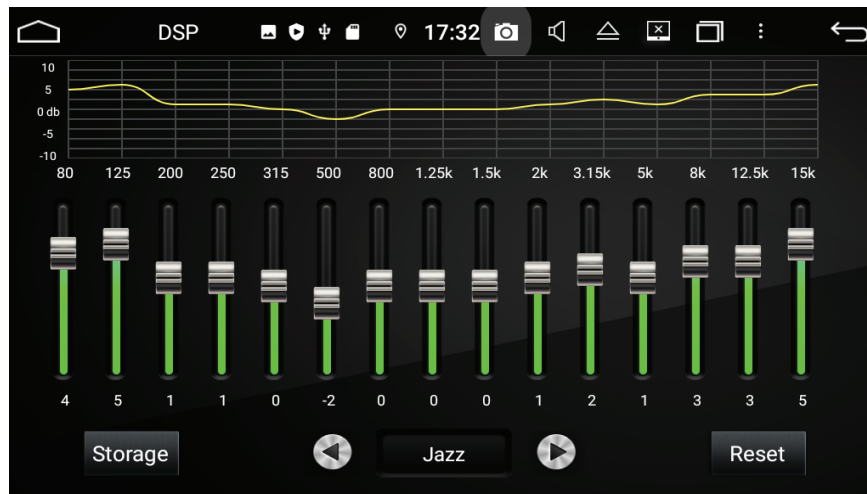 DSP 17:32
10
5
0 db
-5
-10
80 125 200 250 315 500 800 1.25k 1.5k 2k 3.15k 5k 8k 12.5k 15k
4 5 1 1 0 -2 0 0 0 1 2 1 3 3 5
Storage Jazz Reset